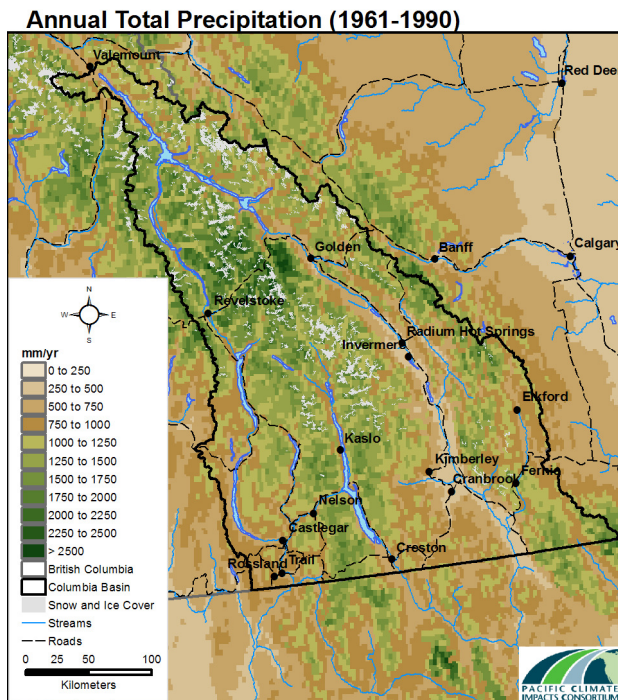 Annual Total Precipitation (1961-1990)
Valemount
Red Deer
Golden
Banff
Calgary
Revelstoke
Radium Hot Springs
Invermere
Elkford
Kaslo
Kimberley
Cranbrook
Fernie
Nelson
Castlegar
Creston
Rossland
Trail
N
W
E
S
mm/yr
0 to 250
250 to 500
500 to 750
750 to 1000
1000 to 1250
1250 to 1500
1500 to 1750
1750 to 2000
2000 to 2250
2250 to 2500
> 2500
British Columbia
Columbia Basin
Snow and Ice Cover
Streams
Roads
0 50 100
Kilometers
PACIFIC CLIMATE
IMPACTS CONSORTIUM